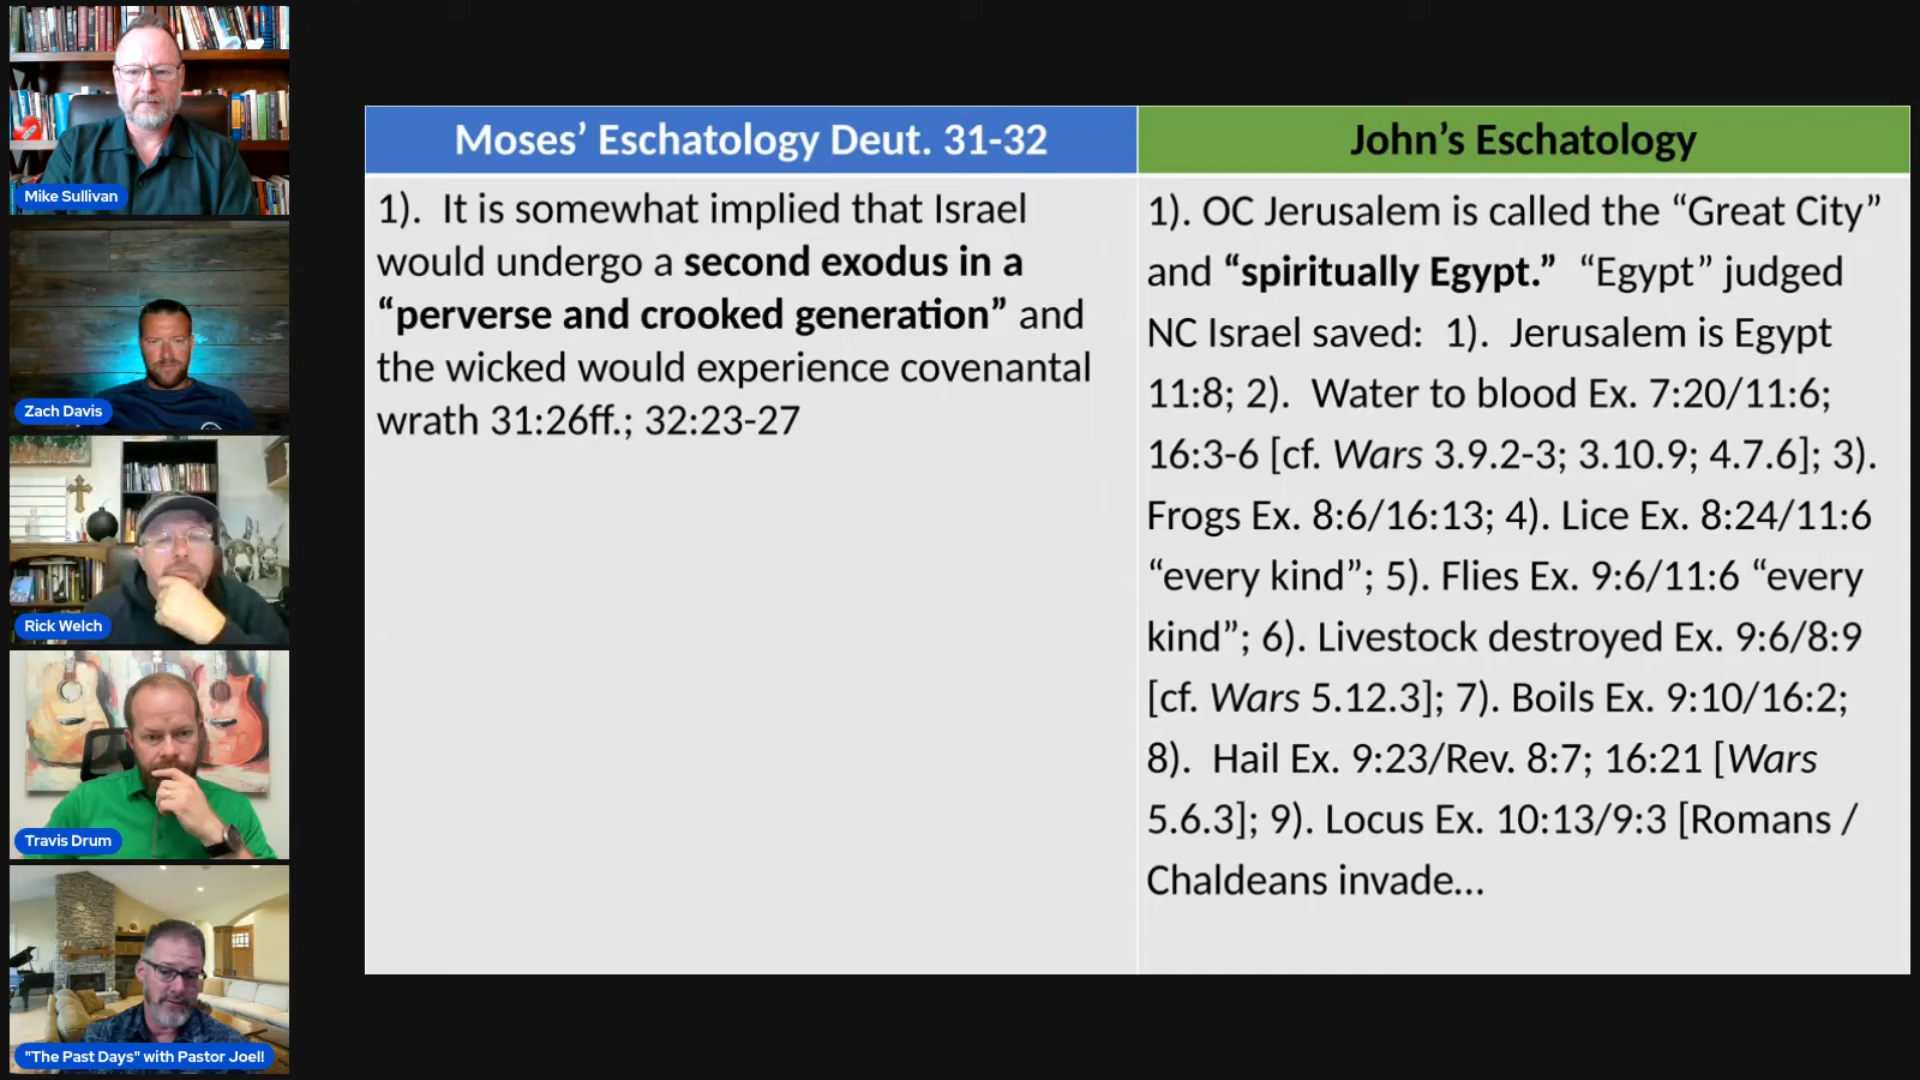 Mike Sullivan
Zach Davis
Rick Welch
Travis Drum
"The Past Days" with Pastor Joel!
Moses’ Eschatology Deut. 31-32
1).  It is somewhat implied that Israel
would undergo a second exodus in a
“perverse and crooked generation” and
the wicked would experience covenantal
wrath 31:26ff.; 32:23-27
John’s Eschatology
1). OC Jerusalem is called the “Great City”
and “spiritually Egypt.”  “Egypt” judged
NC Israel saved:  1).  Jerusalem is Egypt
11:8; 2).  Water to blood Ex. 7:20/11:6;
16:3-6 [cf. Wars 3.9.2-3; 3.10.9; 4.7.6]; 3).
Frogs Ex. 8:6/16:13; 4). Lice Ex. 8:24/11:6
“every kind”; 5). Flies Ex. 9:6/11:6 “every
kind”; 6). Livestock destroyed Ex. 9:6/8:9
[cf. Wars 5.12.3]; 7). Boils Ex. 9:10/16:2;
8).  Hail Ex. 9:23/Rev. 8:7; 16:21 [Wars
5.6.3]; 9). Locus Ex. 10:13/9:3 [Romans /
Chaldeans invade...